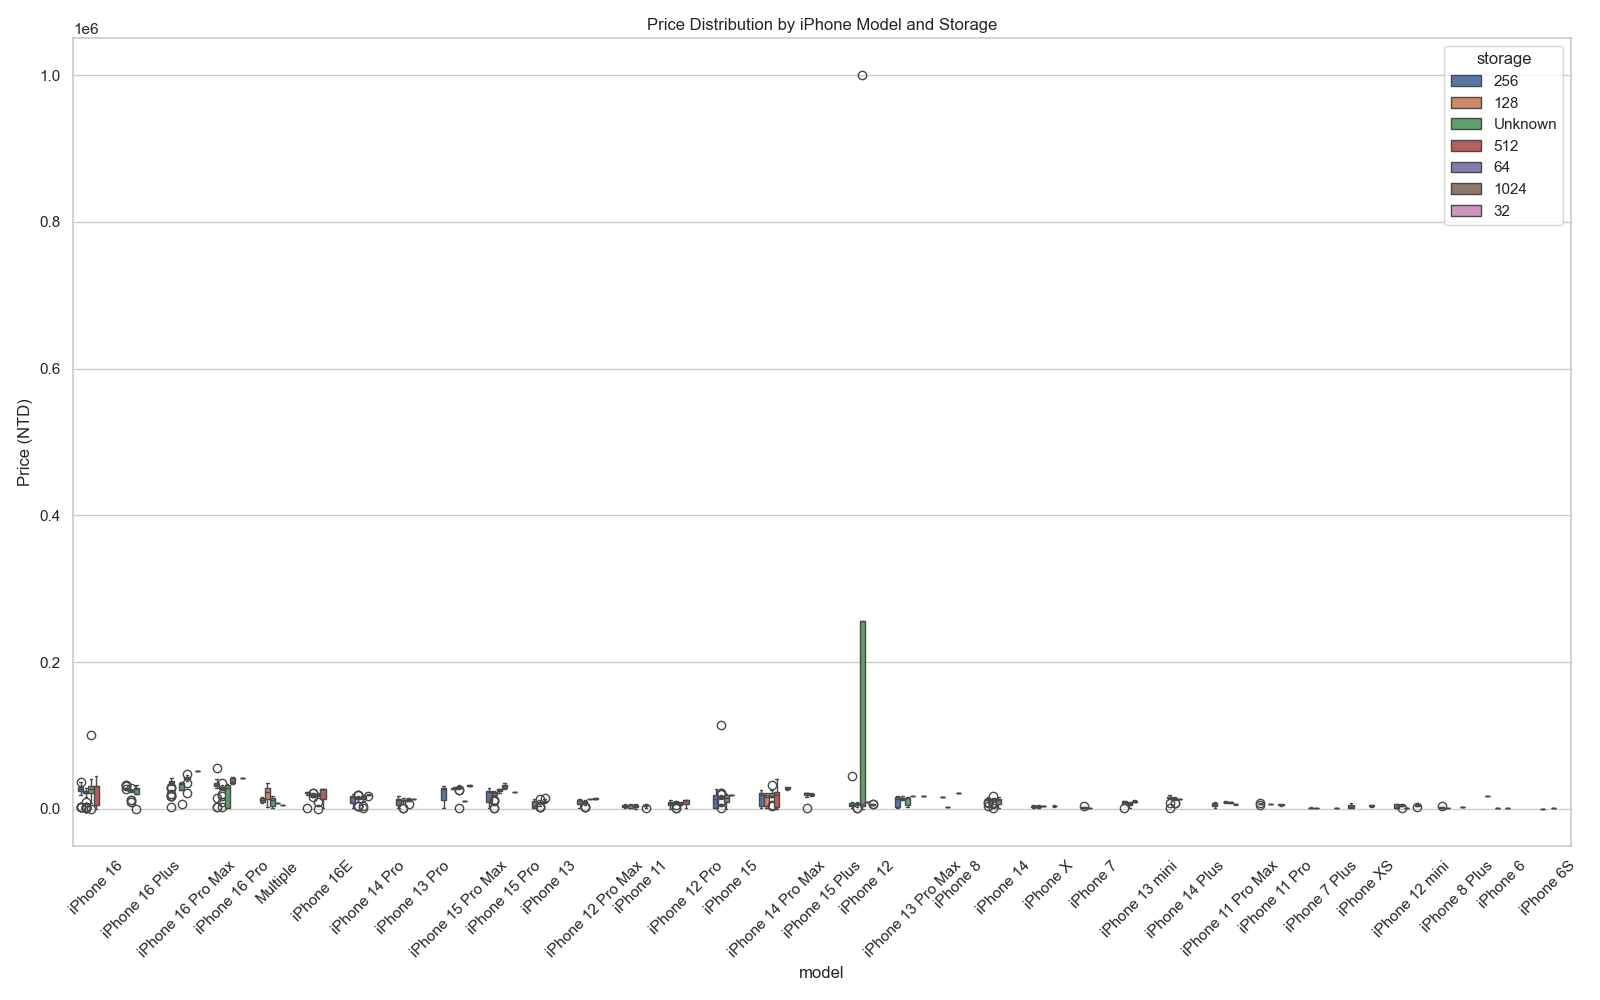 Price Distribution by iPhone Model and Storage
1e6
1.0
0.8
0.6
0.4
0.2
0.0
Price (NTD)
storage
256
128
Unknown
512
64
1024
32
iPhone 16
iPhone 16 Plus
iPhone 16 Pro Max
iPhone 16 Pro
Multiple
iPhone 16E
iPhone 14 Pro
iPhone 13 Pro
iPhone 15 Pro Max
iPhone 15 Pro
iPhone 13
iPhone 12 Pro Max
iPhone 11
iPhone 12 Pro
iPhone 15
iPhone 14 Pro Max
iPhone 15 Plus
iPhone 12
iPhone 13 Pro Max
iPhone 8
iPhone 14
iPhone X
iPhone 7
iPhone 13 mini
iPhone 14 Plus
iPhone 11 Pro Max
iPhone 11 Pro
iPhone 7 Plus
iPhone XS
iPhone 12 mini
iPhone 8 Plus
iPhone 6
iPhone 6S
model